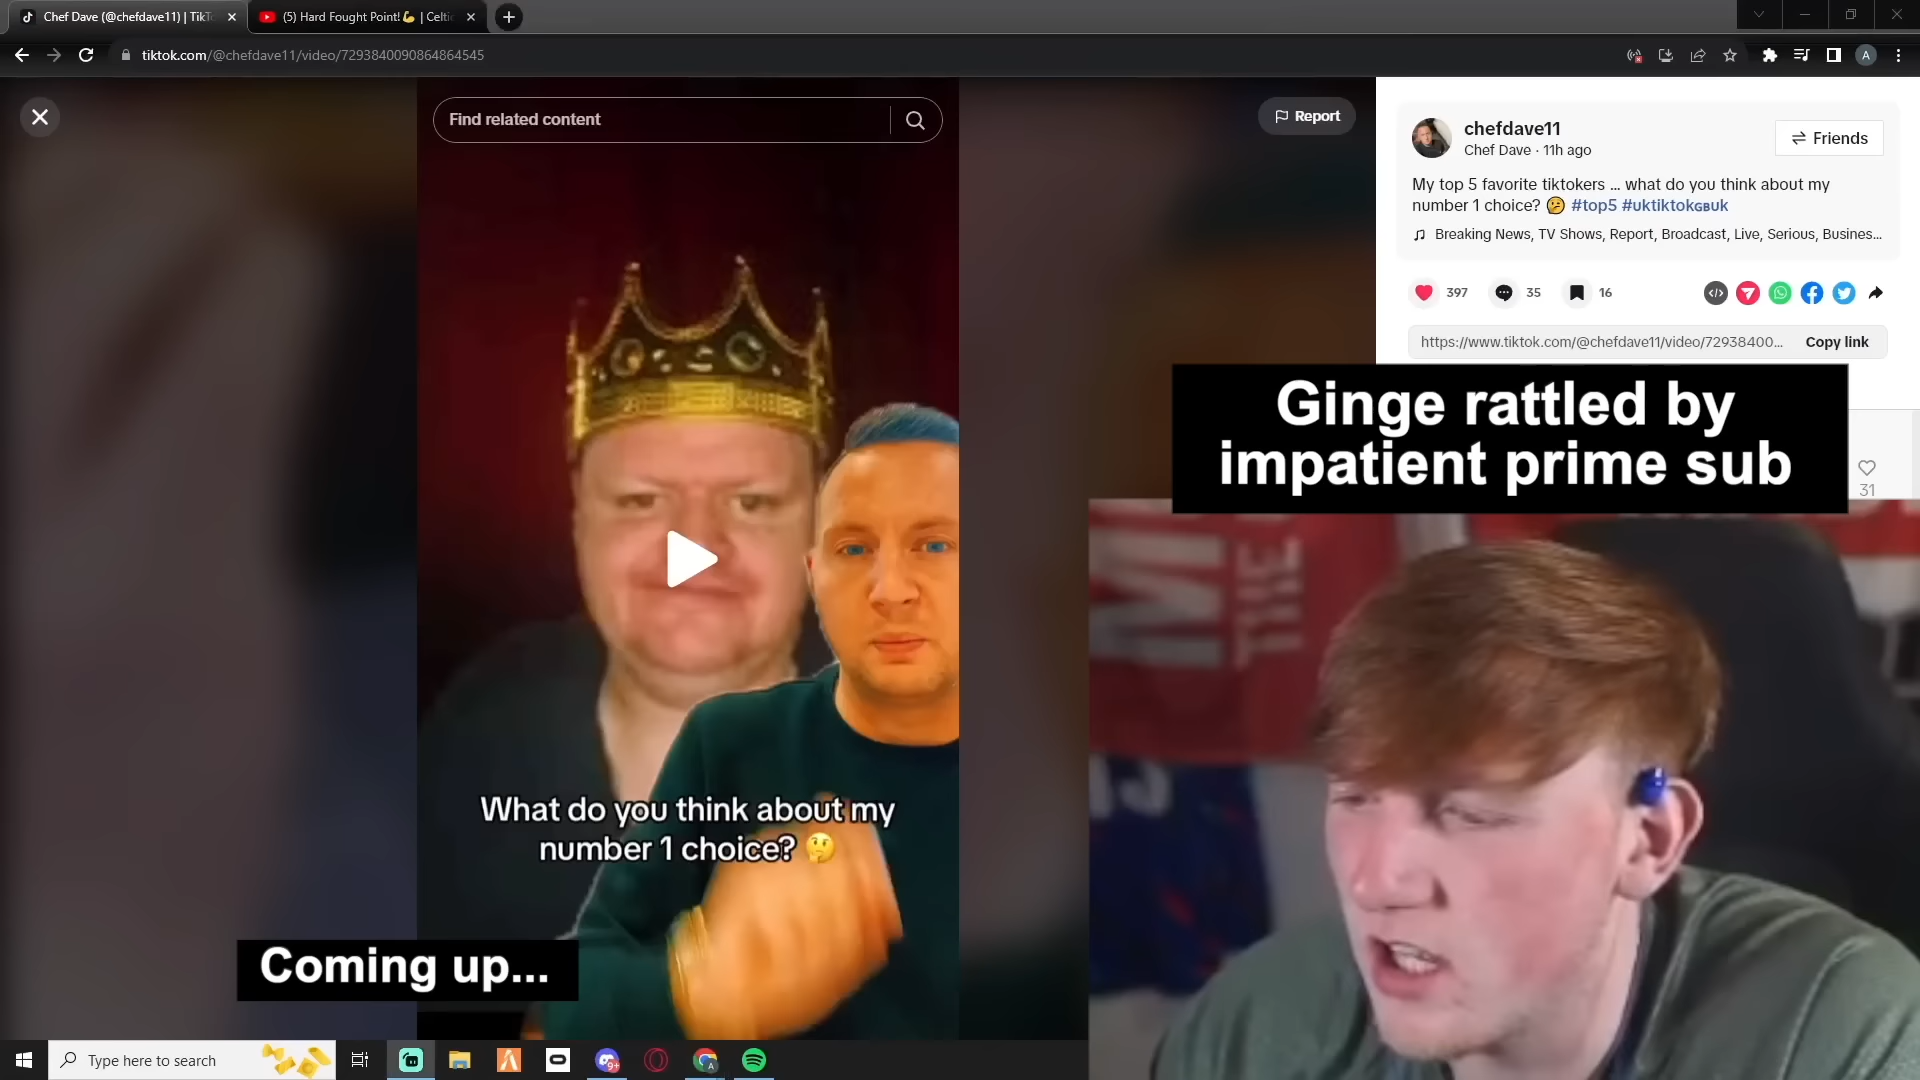 Chef Dave (@chefdave11) | TikT
(5) Hard Fought Point!💪 | Celti
tiktok.com/@chefdave11/video/7293840090864864545
A
Find related content
Report
chefdave11
Chef Dave · 11h ago
Friends
My top 5 favorite tiktokers ... what do you think about my
number 1 choice? 🤔 #top5 #uktiktok🇬🇧uk
Breaking News, TV Shows, Report, Broadcast, Live, Serious, Busines...
397
35
16
https://www.tiktok.com/@chefdave11/video/72938400...
Copy link
Ginge rattled by
impatient prime sub
31
THE
What do you think about my
number 1 choice? 🤔
Coming up...
Type here to search
9+
A